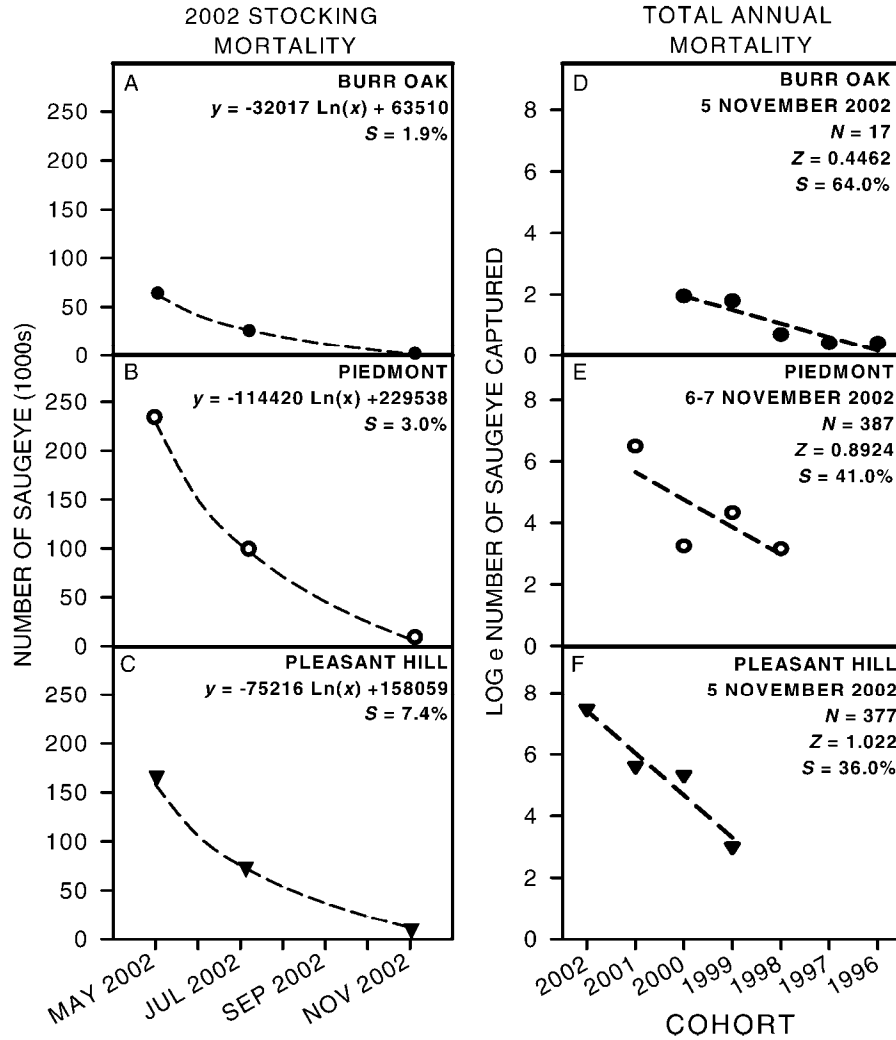 2002 STOCKING
MORTALITY
TOTAL ANNUAL
MORTALITY
NUMBER OF SAUGEYE (1000s)
A
BURR OAK
y = -32017 Ln(x) + 63510
S = 1.9%
250
200
150
100
50
0
B
PIEDMONT
y = -114420 Ln(x) +229538
S = 3.0%
250
200
150
100
50
0
C
PLEASANT HILL
y = -75216 Ln(x) +158059
S = 7.4%
250
200
150
100
50
0
MAY 2002
JUL 2002
SEP 2002
NOV 2002
LOG e NUMBER OF SAUGEYE CAPTURED
D
BURR OAK
5 NOVEMBER 2002
N = 17
Z = 0.4462
S = 64.0%
8
6
4
2
0
E
PIEDMONT
6-7 NOVEMBER 2002
N = 387
Z = 0.8924
S = 41.0%
8
6
4
2
0
F
PLEASANT HILL
5 NOVEMBER 2002
N = 377
Z = 1.022
S = 36.0%
8
6
4
2
0
2002
2001
2000
1999
1998
1997
1996
COHORT